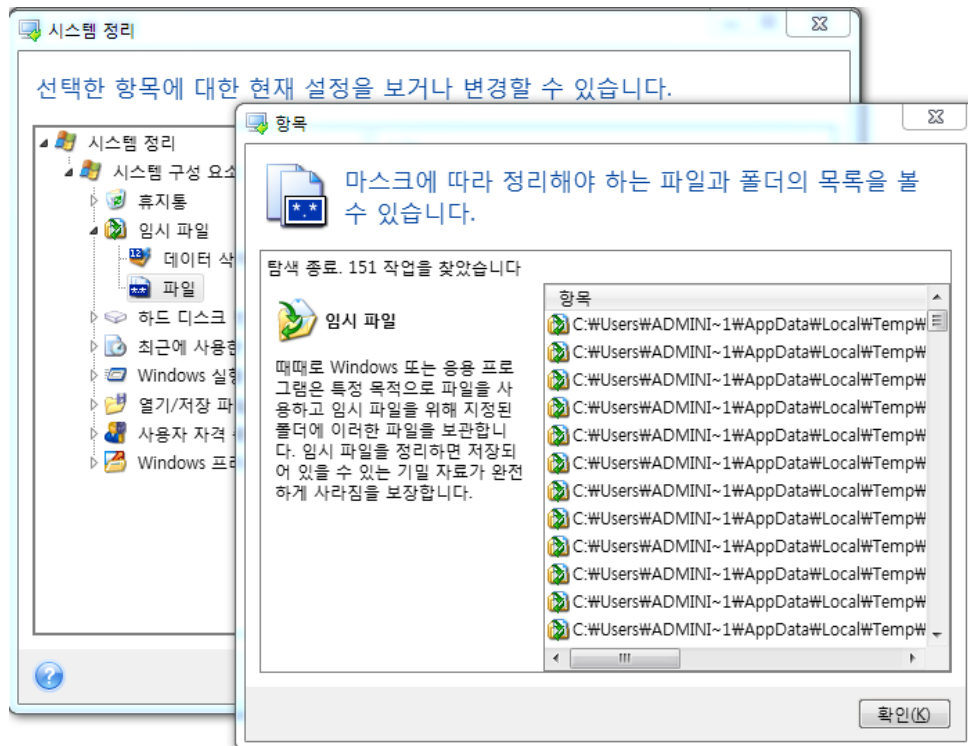 시스템 정리
선택한 항목에 대한 현재 설정을 보거나 변경할 수 있습니다.
시스템 정리
시스템 구성
휴지통
임시 파일
데이터
파일
하드 디스크
최근에
Windows
열기/저장
사용자 자격
Windows
항목
마스크에 따라 정리해야 하는 파일과 폴더의 목록을 볼
수 있습니다.
탐색 종료. 151 작업을 찾았습니다
임시 파일
때때로 Windows 또는 응용 프로
그램은 특정 목적으로 파일을 사
용하고 임시 파일을 위해 지정된
폴더에 이러한 파일을 보관합니
다. 임시 파일을 정리하면 저장되
어 있을 수 있는 기밀 자료가 완전
하게 사라짐을 보장합니다.
항목
C:₩Users₩ADMINI~1₩AppData₩Local₩Temp₩
C:₩Users₩ADMINI~1₩AppData₩Local₩Temp₩
C:₩Users₩ADMINI~1₩AppData₩Local₩Temp₩
C:₩Users₩ADMINI~1₩AppData₩Local₩Temp₩
C:₩Users₩ADMINI~1₩AppData₩Local₩Temp₩
C:₩Users₩ADMINI~1₩AppData₩Local₩Temp₩
C:₩Users₩ADMINI~1₩AppData₩Local₩Temp₩
C:₩Users₩ADMINI~1₩AppData₩Local₩Temp₩
C:₩Users₩ADMINI~1₩AppData₩Local₩Temp₩
C:₩Users₩ADMINI~1₩AppData₩Local₩Temp₩
C:₩Users₩ADMINI~1₩AppData₩Local₩Temp₩
C:₩Users₩ADMINI~1₩AppData₩Local₩Temp₩
확인(K)